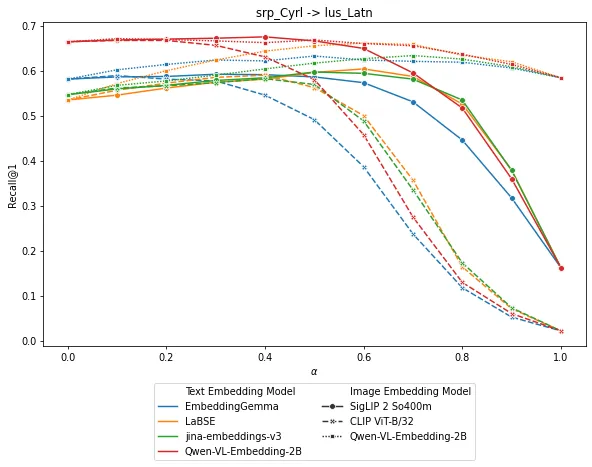 srp_Cyrl -> lus_Latn
0.7
0.6
0.5
0.4
0.3
0.2
0.1
0.0
Recall@1
0.0 0.2 0.4 0.6 0.8 1.0
α
Text Embedding Model Image Embedding Model
EmbeddingGemma SigLIP 2 So400m
LaBSE CLIP ViT-B/32
jina-embeddings-v3 Qwen-VL-Embedding-2B
Qwen-VL-Embedding-2B